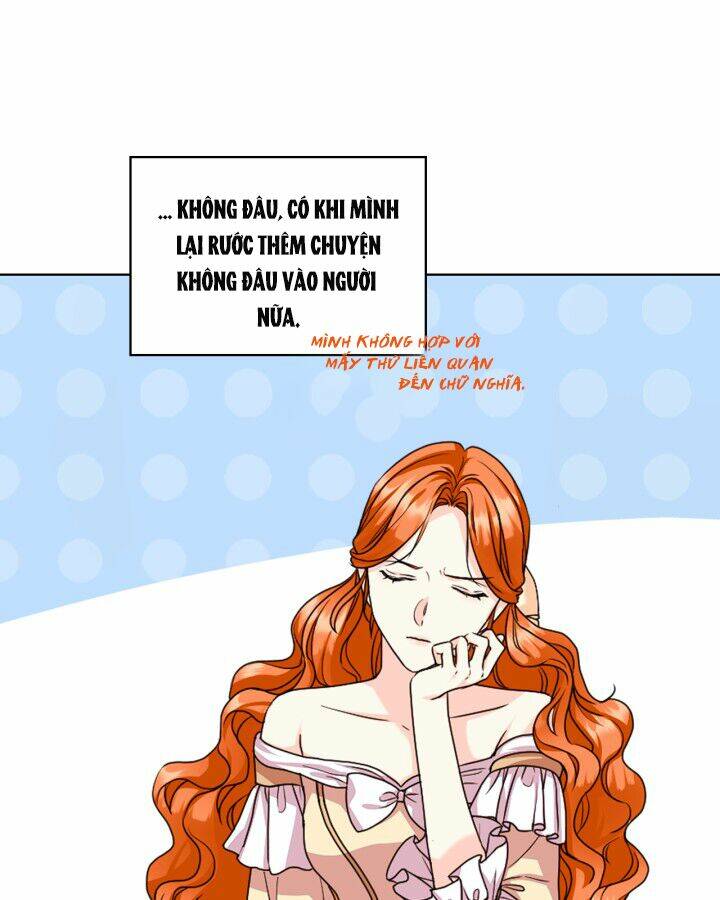 ... KHÔNG ĐÂU, CÓ KHI MÌNH
LẠI RƯỚC THÊM CHUYỆN
KHÔNG ĐÂU VÀO NGƯỜI
NỮA.
MÌNH KHÔNG HỢP VỚI
MẤY THỨ LIÊN QUAN
ĐẾN CHỮ NGHĨA.